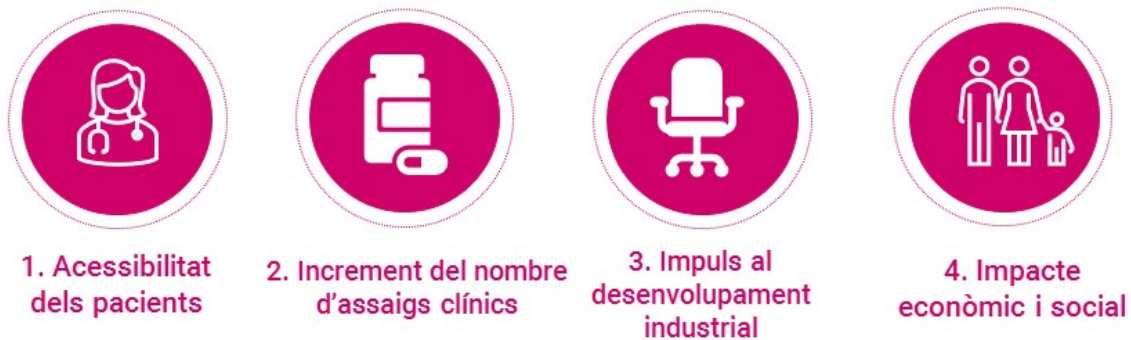 1. Acessibilitat
dels pacients
2. Increment del nombre
d'assaigs clínics
3. Impuls al
desenvolupament
industrial
4. Impacte
econòmic i social